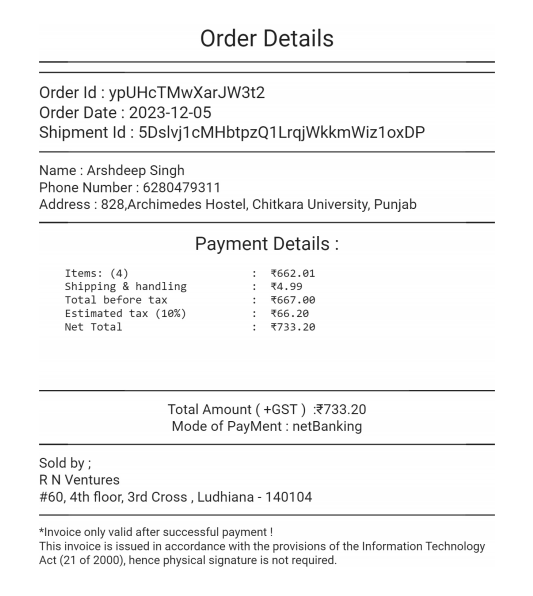 Order Details
Order Id : ypUHcTMwXarJW3t2
Order Date : 2023-12-05
Shipment Id : 5Dslvj1cMHbtpzQ1LrqjWkkmWiz1oxDP
Name : Arshdeep Singh
Phone Number : 6280479311
Address : 828,Archimedes Hostel, Chitkara University, Punjab
Payment Details :
Items: (4) : ₹662.01
Shipping & handling : ₹4.99
Total before tax : ₹667.00
Estimated tax (10%) : ₹66.20
Net Total : ₹733.20
Total Amount ( +GST ) :₹733.20
Mode of PayMent : netBanking
Sold by ;
R N Ventures
#60, 4th floor, 3rd Cross , Ludhiana - 140104
*Invoice only valid after successful payment !
This invoice is issued in accordance with the provisions of the Information Technology
Act (21 of 2000), hence physical signature is not required.